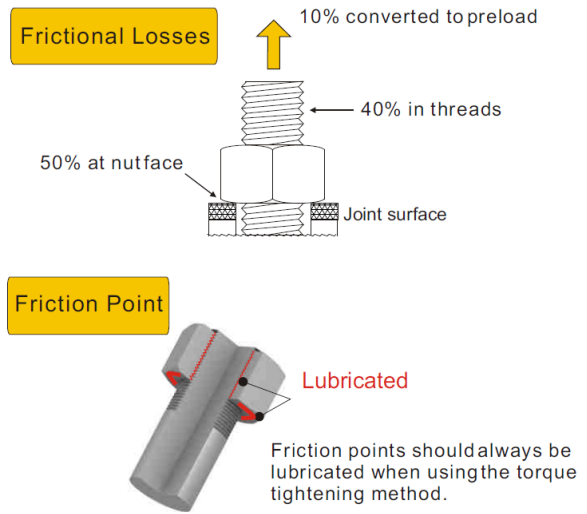 Frictional Losses
10% converted to preload
40% in threads
50% at nut face
Joint surface
Friction Point
Lubricated
Friction points should always be
lubricated when using the torque
tightening method.